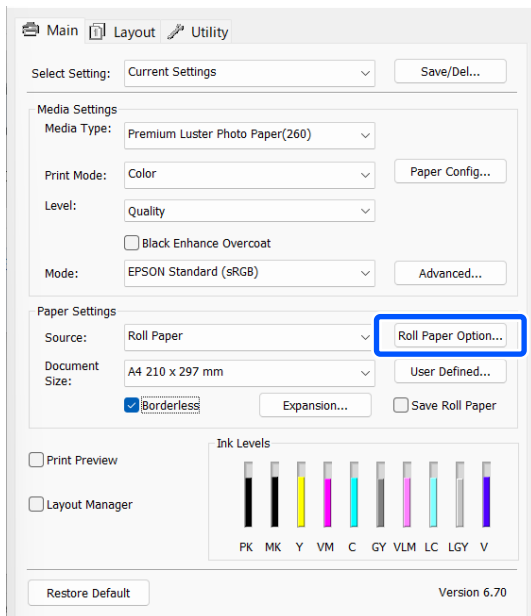 Main Layout Utility
Select Setting: Current Settings Save/Del...
Media Settings
Media Type: Premium Luster Photo Paper(260)
Print Mode: Color Paper Config...
Level: Quality
Black Enhance Overcoat
Mode: EPSON Standard (sRGB) Advanced...
Paper Settings
Source: Roll Paper Roll Paper Option...
Document
Size: A4 210 x 297 mm User Defined...
Borderless Expansion... Save Roll Paper
Print Preview
Layout Manager
Ink Levels
PK MK Y VM C GY VLM LC LGY V
Restore Default Version 6.70